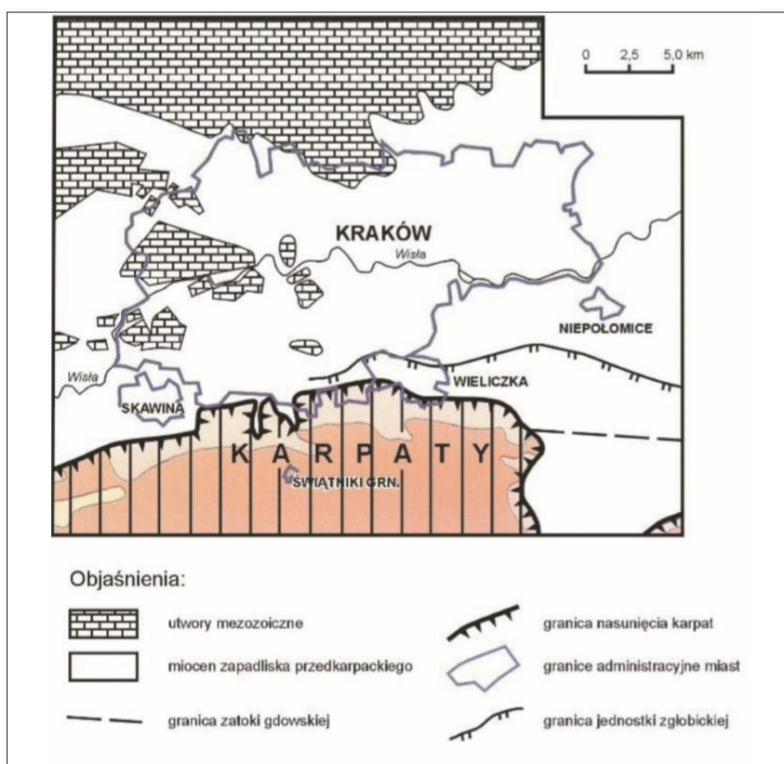 0 2,5 5,0 km
KRAKÓW
Wisła
NIEPOŁOMICE
Wisła
WIELICZKA
SKAWINA
KARPATY
ŚWIĄTNIKI GRN.
Objaśnienia:
utwory mezozoiczne
granica nasunięcia karpat
miocen zapadliska przedkarpackiego
granice administracyjne miast
granica zatoki gdowskiej
granica jednostki zgłobickiej